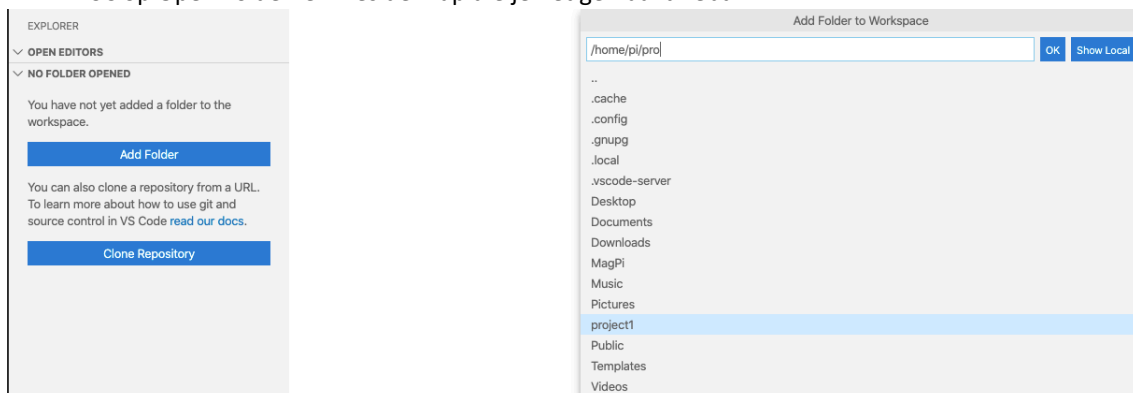 EXPLORER
OPEN EDITORS
NO FOLDER OPENED
You have not yet added a folder to the
workspace.
Add Folder
You can also clone a repository from a URL.
To learn more about how to use git and
source control in VS Code read our docs.
Clone Repository
Add Folder to Workspace
/home/pi/pro
OK
Show Local
..
.cache
.config
.gnupg
.local
.vscode-server
Desktop
Documents
Downloads
MagPi
Music
Pictures
project1
Public
Templates
Videos